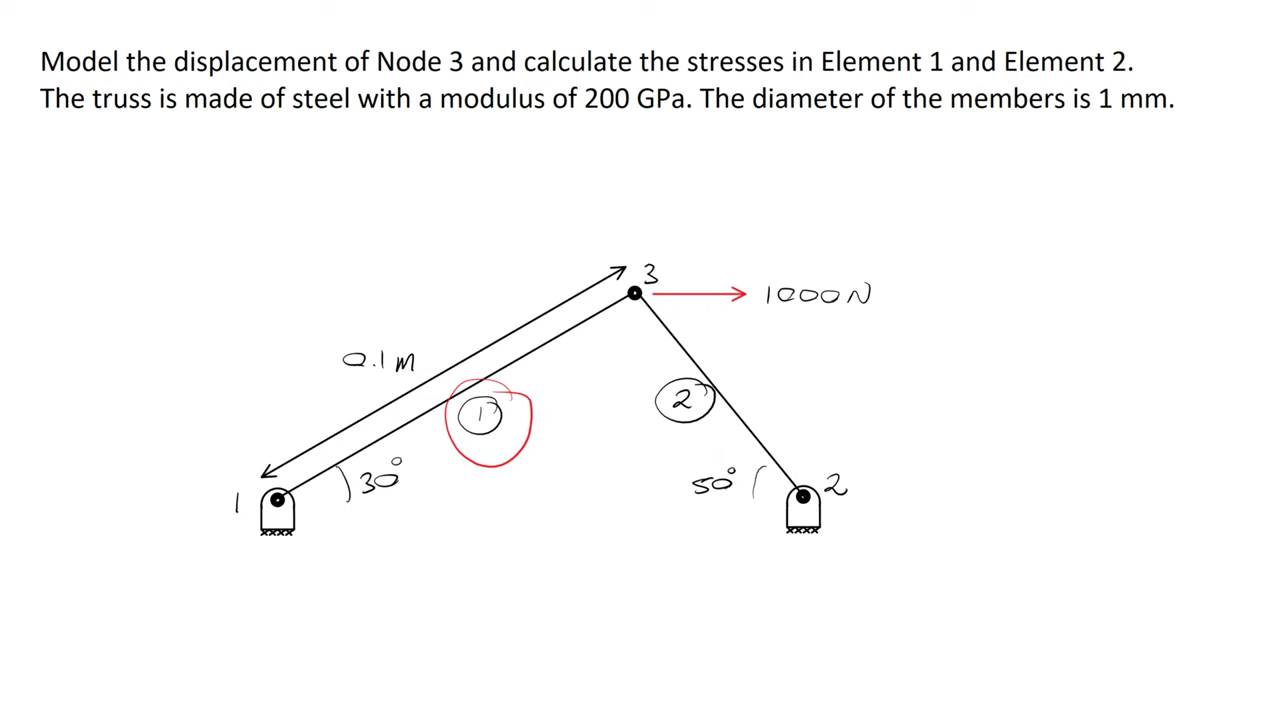 Model the displacement of Node 3 and calculate the stresses in Element 1 and Element 2.
The truss is made of steel with a modulus of 200 GPa. The diameter of the members is 1 mm.
3
1000N
0.1m
1
2
30°
50°
1
2